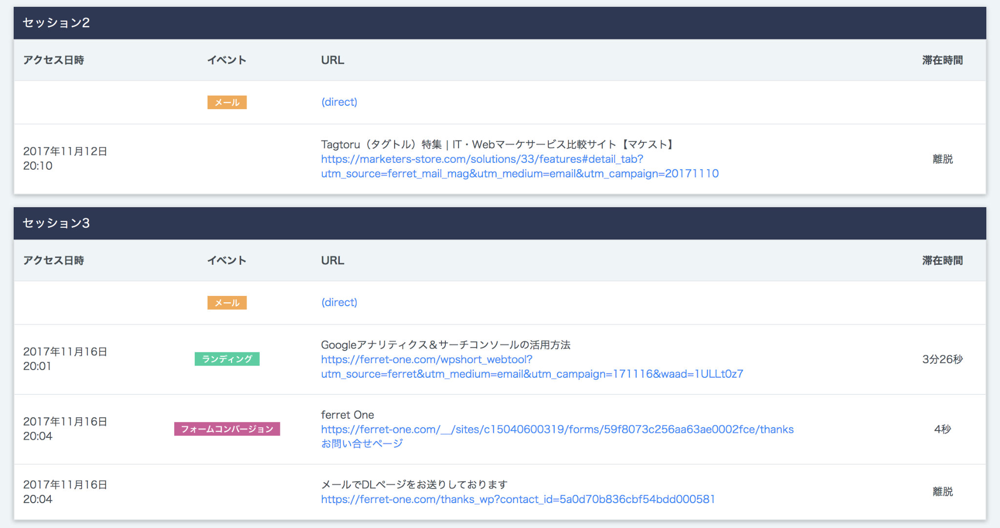 セッション2
アクセス日時 イベント URL 滞在時間
メール (direct)
2017年11月12日
20:10
Tagtoru（タグトル）特集 | IT・Webマーケサービス比較サイト【マケスト】
https://marketers-store.com/solutions/33/features#detail_tab?
utm_source=ferret_mail_mag&utm_medium=email&utm_campaign=20171110
離脱
セッション3
アクセス日時 イベント URL 滞在時間
メール (direct)
2017年11月16日
20:01
ランディング
Googleアナリティクス＆サーチコンソールの活用方法
https://ferret-one.com/wpshort_webtool?
utm_source=ferret&utm_medium=email&utm_campaign=171116&waad=1ULLt0z7
3分26秒
2017年11月16日
20:04
フォームコンバージョン
ferret One
https://ferret-one.com/__/sites/c15040600319/forms/59f8073c256aa63ae0002fce/thanks
お問い合せページ
4秒
2017年11月16日
20:04
メールでDLページをお送りしております
https://ferret-one.com/thanks_wp?contact_id=5a0d70b836cbf54bdd000581
離脱